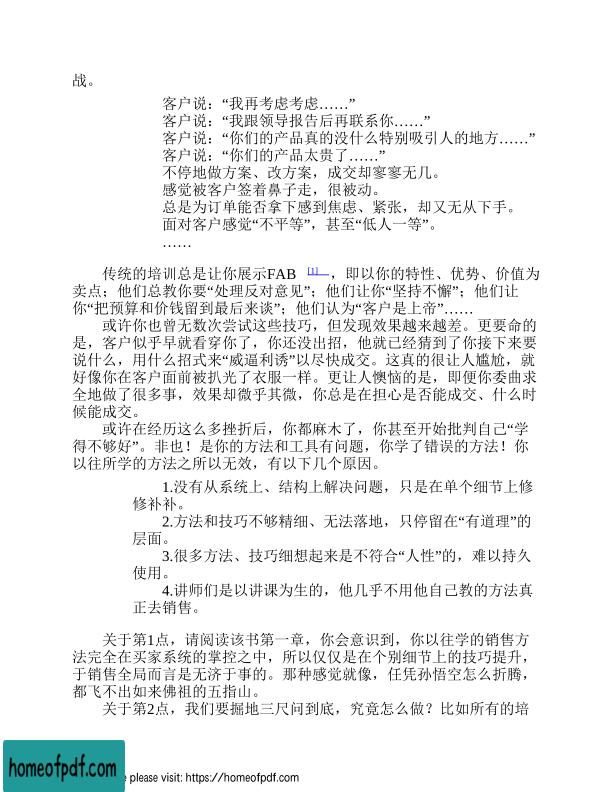 战。
客户说：“我再考虑考虑……”
客户说：“我跟领导报告后再联系你……”
客户说：“你们的产品真的没什么特别吸引人的地方……”
客户说：“你们的产品太贵了……”
不停地做方案、改方案，成交却寥寥无几。
感觉被客户签着鼻子走，很被动。
总是为订单能否拿下感到焦虑、紧张，却又无从下手。
面对客户感觉“不平等”，甚至“低人一等”。
……
传统的培训总是让你展示FAB [1] ，即以你的特性、优势、价值为
卖点；他们总教你要“处理反对意见”；他们让你“坚持不懈”；他们让
你“把预算和价钱留到最后来谈”；他们认为“客户是上帝”……
或许你也曾无数次尝试这些技巧，但发现效果越来越差。更要命的
是，客户似乎早就看穿你了，你还没出招，他就已经猜到了你接下来要
说什么，用什么招式来“威逼利诱”以尽快成交。这真的很让人尴尬，就
好像你在客户面前被扒光了衣服一样。更让人懊恼的是，即便你委曲求
全地做了很多事，效果却微乎其微，你总是在担心是否能成交、什么时
候能成交。
或许在经历这么多挫折后，你都麻木了，你甚至开始批判自己“学
得不够好”。非也！是你的方法和工具有问题，你学了错误的方法！你
以往所学的方法之所以无效，有以下几个原因。
1.没有从系统上、结构上解决问题，只是在单个细节上修
修补补。
2.方法和技巧不够精细、无法落地，只停留在“有道理”的
层面。
3.很多方法、技巧细想起来是不符合“人性”的，难以持久
使用。
4.讲师们是以讲课为生的，他几乎不用他自己教的方法真
正去销售。
关于第1点，请阅读该书第一章，你会意识到，你以往学的销售方
法完全在买家系统的掌控之中，所以仅仅是在个别细节上的技巧提升，
于销售全局而言是无济于事的。那种感觉就像，任凭孙悟空怎么折腾，
都飞不出如来佛祖的五指山。
关于第2点，我们要掘地三尺问到底，究竟怎么做？比如所有的培
homeofpdf.com
e please visit: https://homeofpdf.com